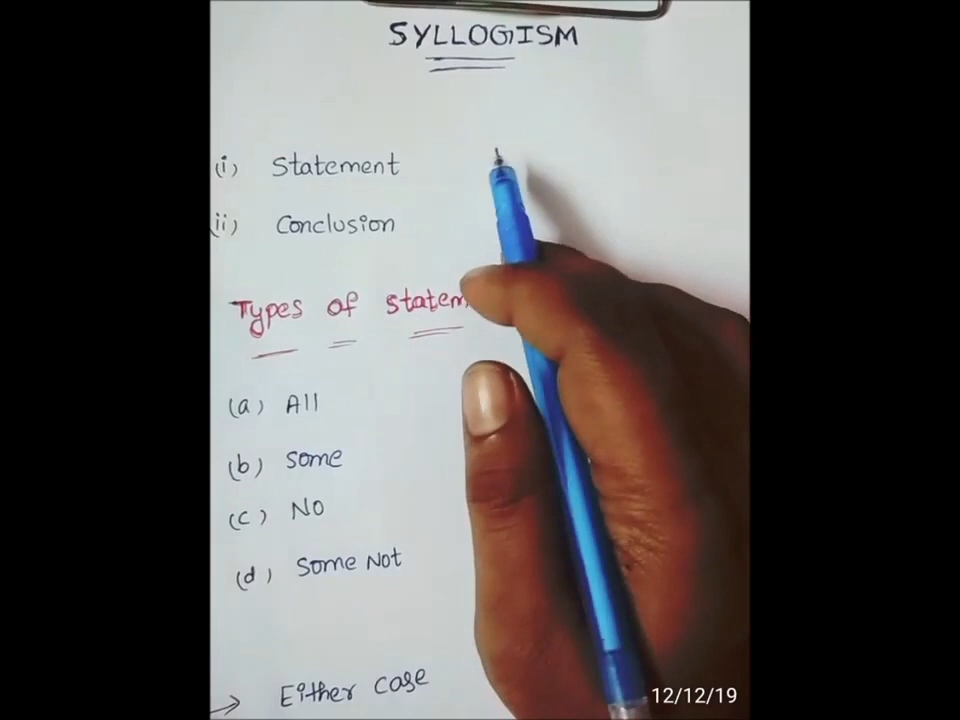 SYLLOGISM
(i) Statement
(ii) Conclusion
Types of statem
(a) All
(b) Some
(c) No
(d) Some Not
→ Either case
12/12/19